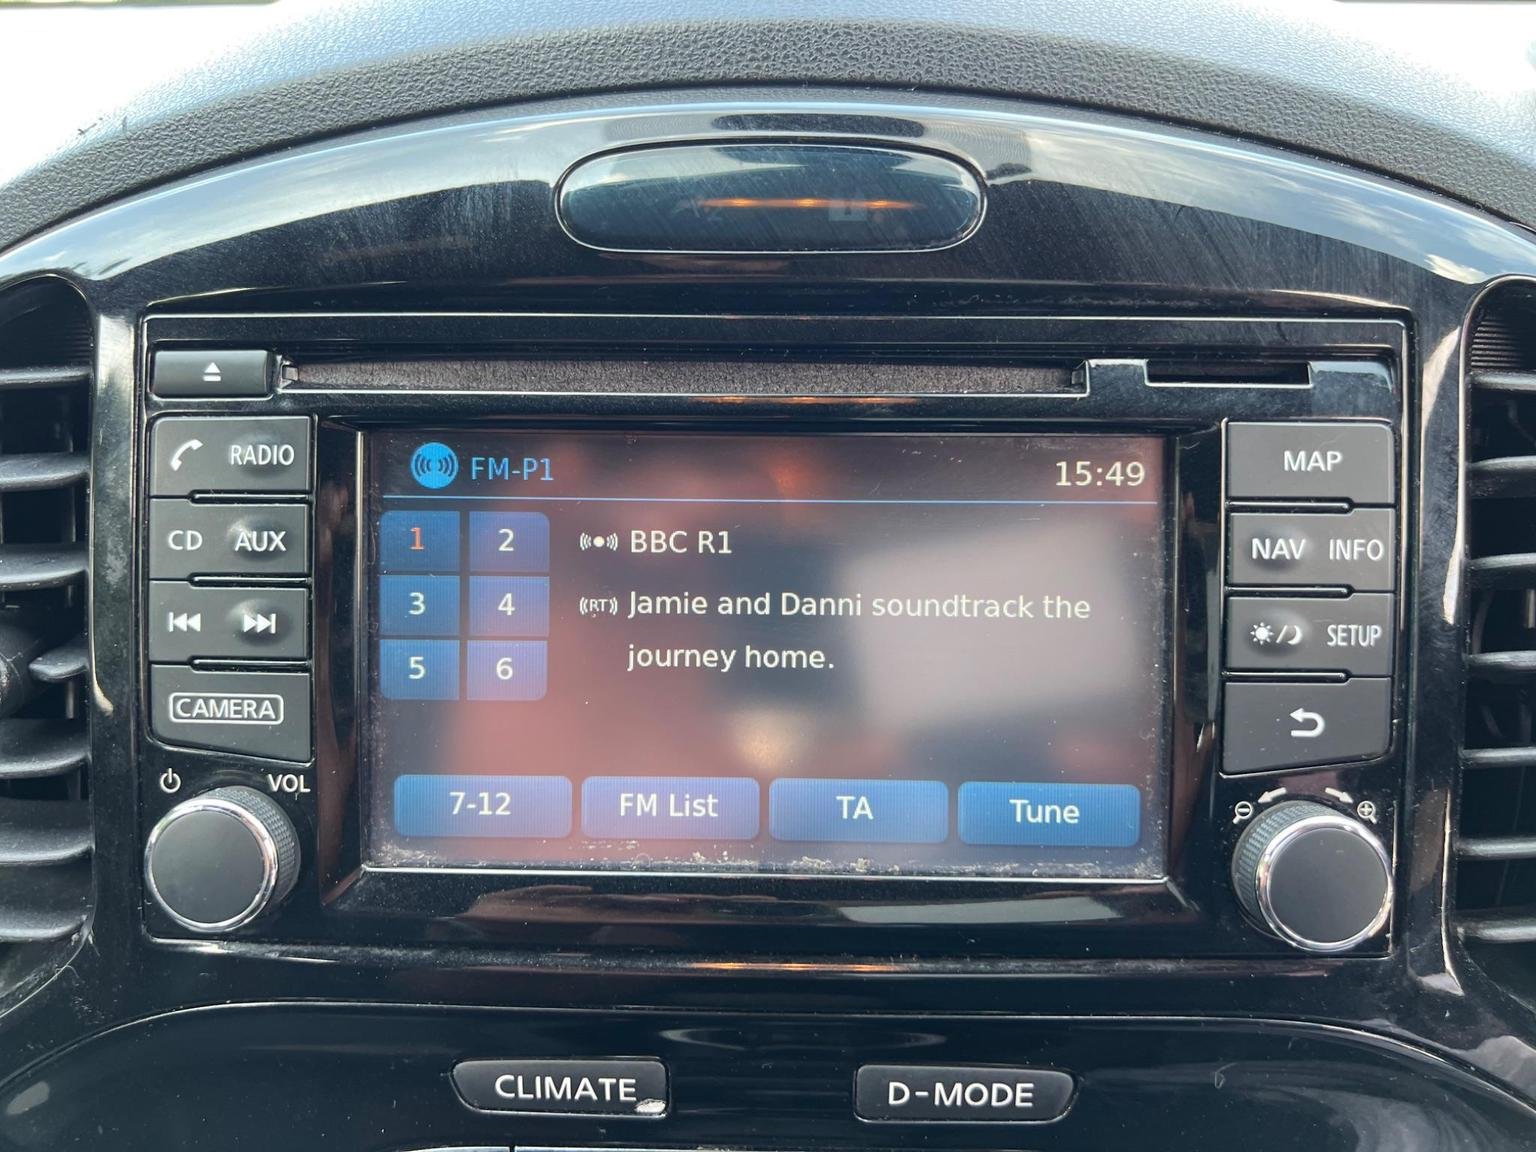 RADIO
CD AUX
CAMERA
VOL
FM-P1 15:49
1 2
3 4
5 6
BBC R1
RT Jamie and Danni soundtrack the
journey home.
7-12 FM List TA Tune
MAP
NAV INFO
SETUP
CLIMATE D-MODE